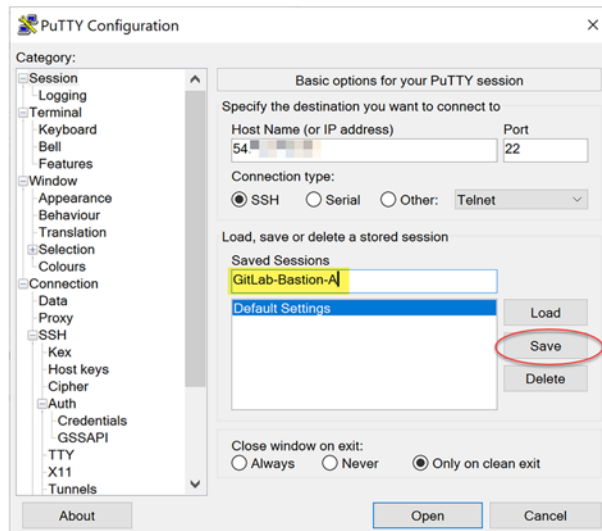 PuTTY Configuration
Category:
Session
Logging
Terminal
Keyboard
Bell
Features
Window
Appearance
Behaviour
Translation
Selection
Colours
Connection
Data
Proxy
SSH
Kex
Host keys
Cipher
Auth
Credentials
GSSAPI
TTY
X11
Tunnels
Basic options for your PuTTY session
Specify the destination you want to connect to
Host Name (or IP address) Port
54. 22
Connection type:
SSH Serial Other: Telnet
Load, save or delete a stored session
Saved Sessions
GitLab-Bastion-A
Default Settings
Load
Save
Delete
Close window on exit:
Always Never Only on clean exit
About Open Cancel